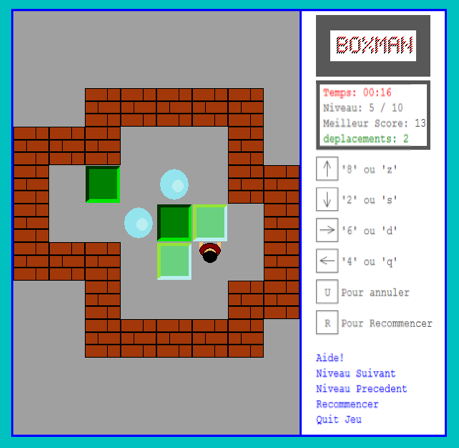 BOXMAN
Temps: 00:16
Niveau: 5 / 10
Meilleur Score: 13
deplacements: 2
'8' ou 'z'
'2' ou 's'
'6' ou 'd'
'4' ou 'q'
U Pour annuler
R Pour Recommencer
Aide!
Niveau Suivant
Niveau Precedent
Recommencer
Quit Jeu